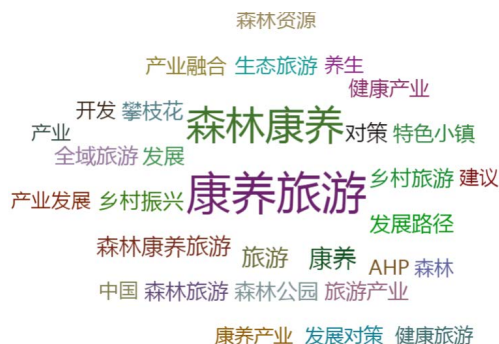 森林资源
产业融合 生态旅游 养生
健康产业
开发 攀枝花 森林康养 对策 特色小镇
产业
全域旅游 发展
康养旅游 乡村旅游 建议
产业发展 乡村振兴
发展路径
森林康养旅游 旅游 康养 AHP 森林
中国 森林旅游 森林公园 旅游产业
康养产业 发展对策 健康旅游